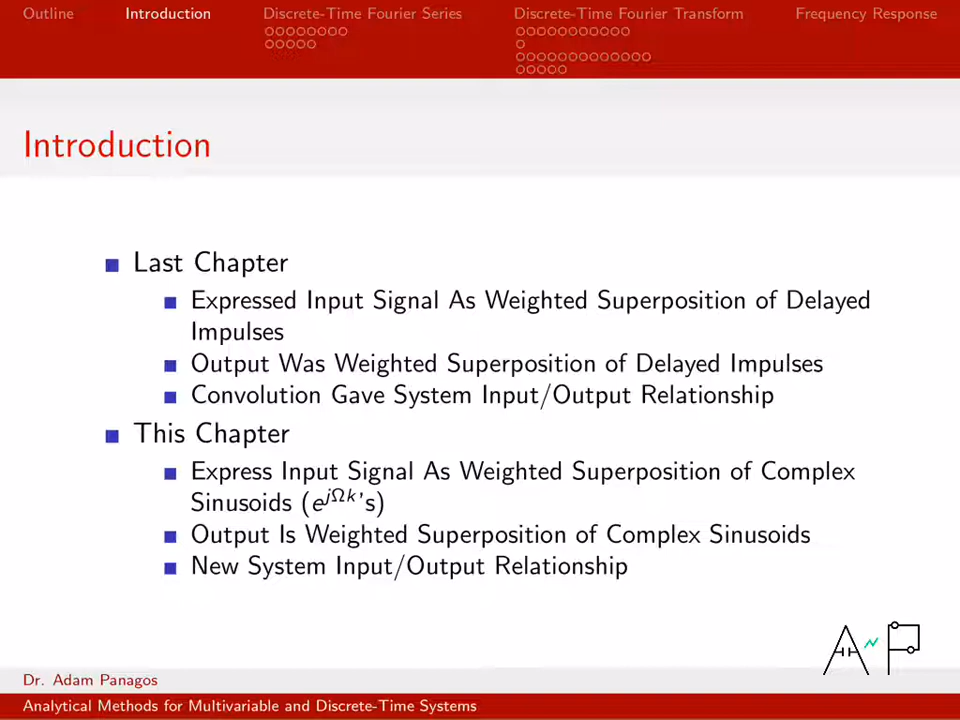 Outline Introduction Discrete-Time Fourier Series Discrete-Time Fourier Transform Frequency Response
Introduction
Last Chapter
Expressed Input Signal As Weighted Superposition of Delayed
Impulses
Output Was Weighted Superposition of Delayed Impulses
Convolution Gave System Input/Output Relationship
This Chapter
Express Input Signal As Weighted Superposition of Complex
Sinusoids (e^{jΩk}'s)
Output Is Weighted Superposition of Complex Sinusoids
New System Input/Output Relationship
AP
Dr. Adam Panagos
Analytical Methods for Multivariable and Discrete-Time Systems